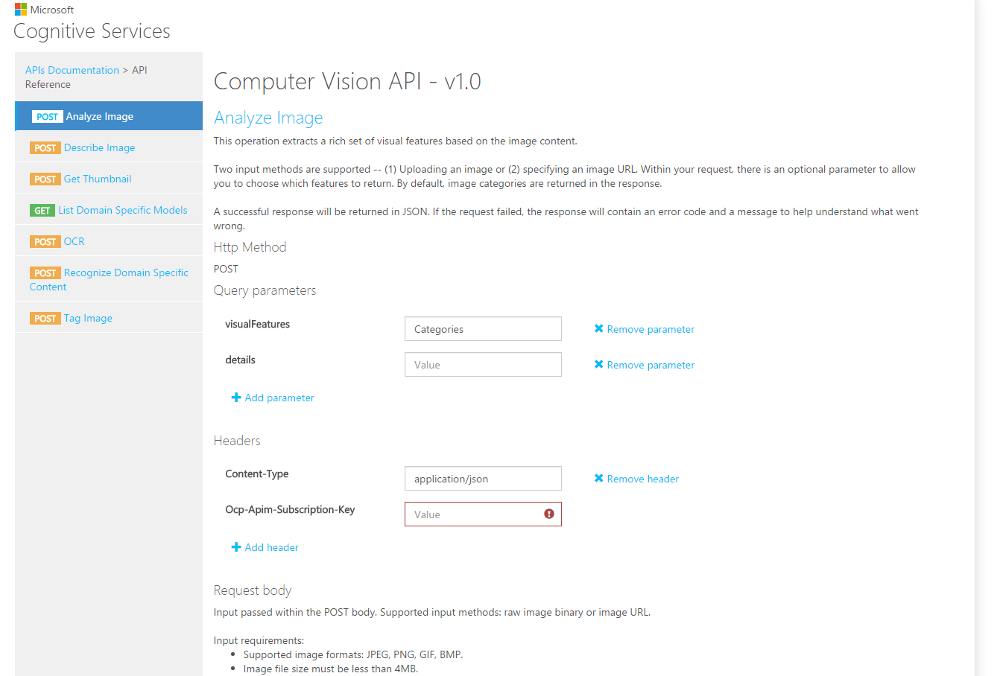 Microsoft
Cognitive Services
APIs Documentation > API
Reference
POST Analyze Image
POST Describe Image
POST Get Thumbnail
GET List Domain Specific Models
POST OCR
POST Recognize Domain Specific
Content
POST Tag Image
Computer Vision API - v1.0
Analyze Image
This operation extracts a rich set of visual features based on the image content.
Two input methods are supported -- (1) Uploading an image or (2) specifying an image URL. Within your request, there is an optional parameter to allow
you to choose which features to return. By default, image categories are returned in the response.
A successful response will be returned in JSON. If the request failed, the response will contain an error code and a message to help understand what went
wrong.
Http Method
POST
Query parameters
visualFeatures Categories Remove parameter
details Value Remove parameter
Add parameter
Headers
Content-Type application/json Remove header
Ocp-Apim-Subscription-Key Value
Add header
Request body
Input passed within the POST body. Supported input methods: raw image binary or image URL.
Input requirements:
• Supported image formats: JPEG, PNG, GIF, BMP.
• Image file size must be less than 4MB.